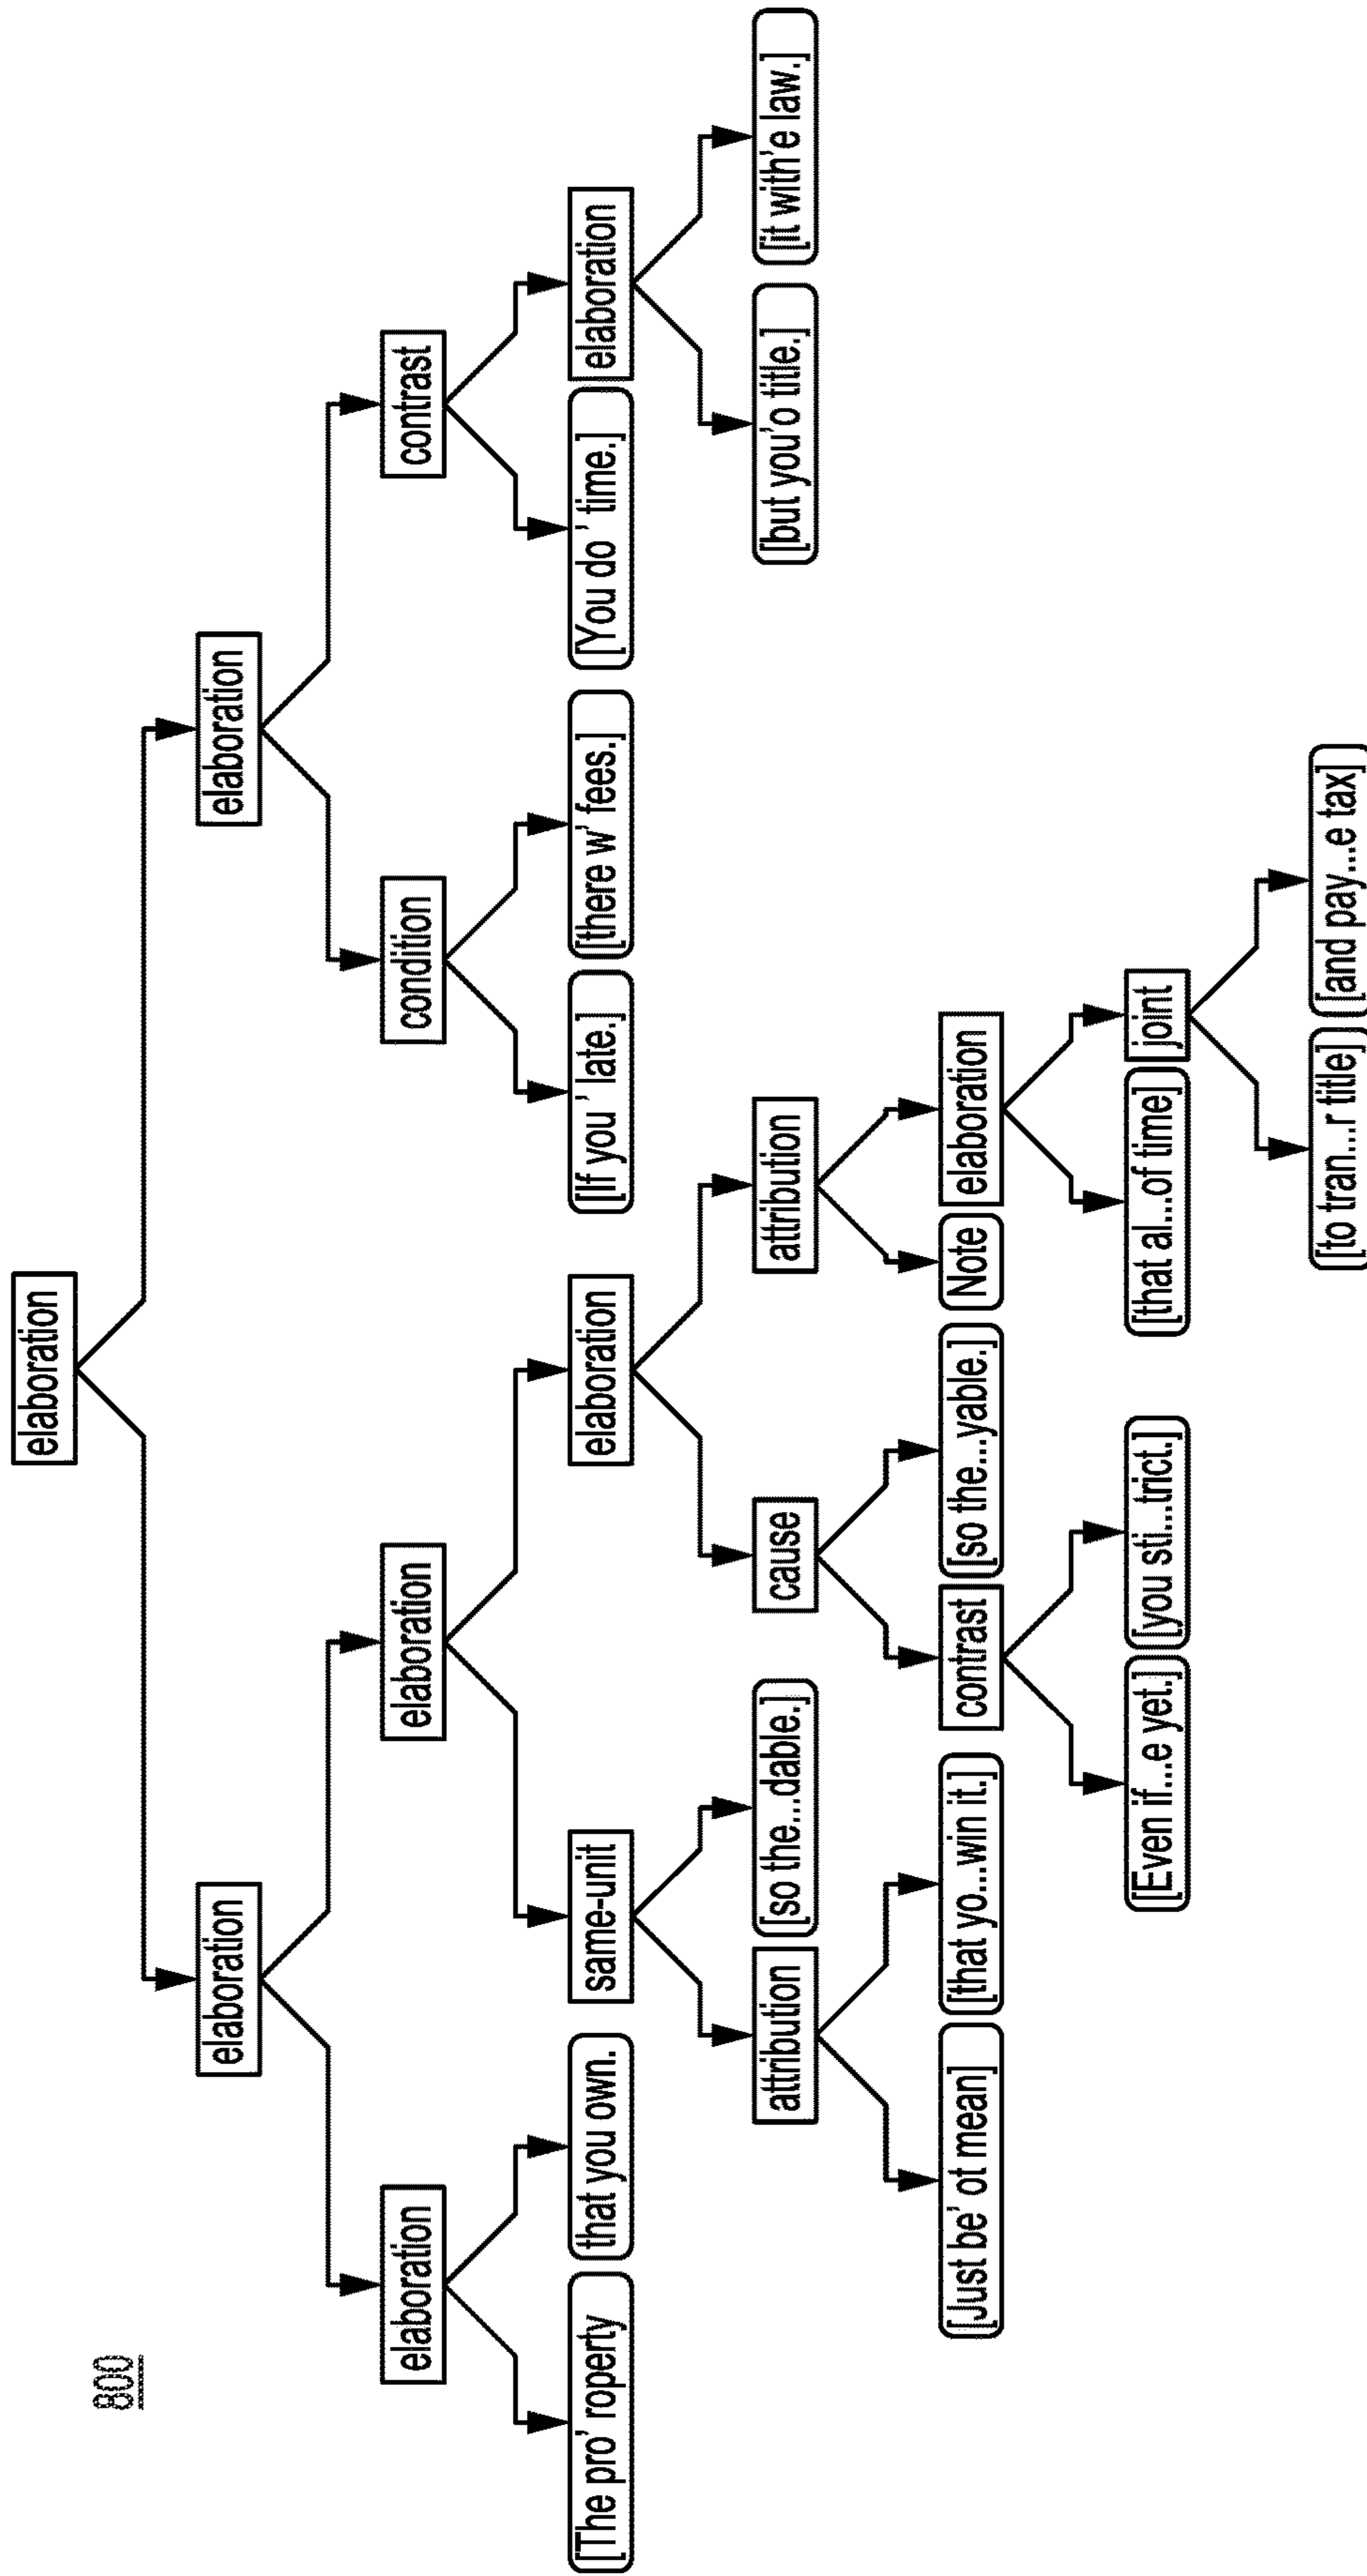 800
elaboration
elaboration
elaboration
elaboration
elaboration
condition
contrast
[The pro' roperty
that you own.
same-unit
elaboration
[If you ' late.]
[there w' fees.]
[You do ' time.]
elaboration
attribution
[so the...dable.]
cause
attribution
[but you'o title.]
[it with'e law.]
[Just be' ot mean]
[that yo...win it.]
contrast
[so the...yable.]
Note
elaboration
[Even if...e yet.]
[you sti...trict.]
[that al...of time]
joint
[to tran...r title]
[and pay...e tax]